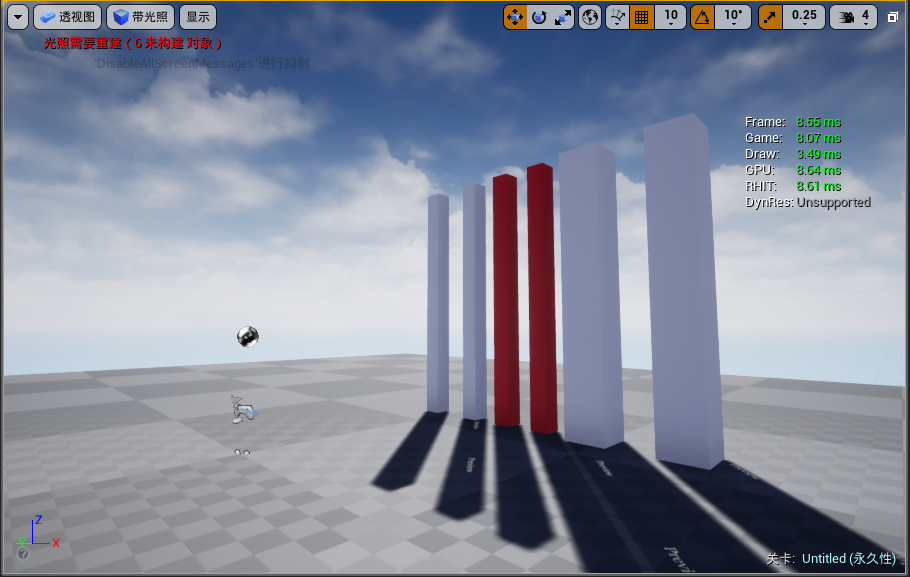 透视图 带光照 显示 10 10° 0.25 4
光照需要重建 ( 6 未构建 对象 )
'DisableAllScreenMessages'进行抑制
Frame: 8.55 ms
Game: 8.07 ms
Draw: 3.49 ms
GPU: 8.64 ms
RHIT: 8.61 ms
DynRes: Unsupported
Preview
Preview
Previ
Z
Y X
?
关卡: Untitled (永久性)